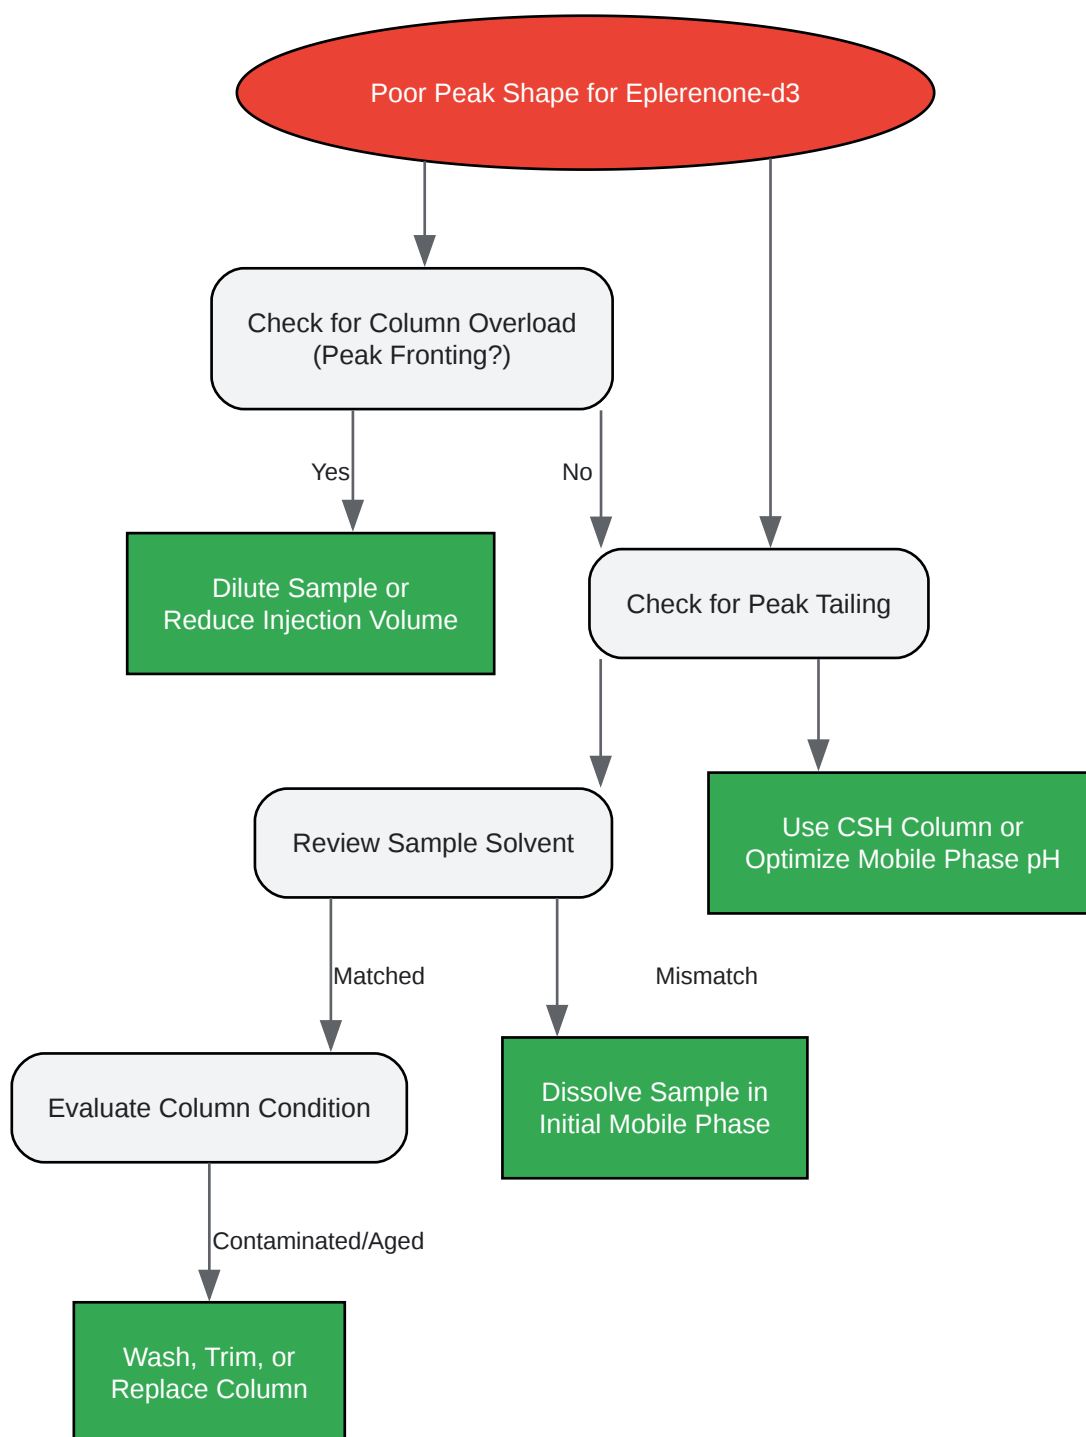 Poor Peak Shape for Eplerenone-d3
Check for Column Overload
(Peak Fronting?)
Yes
No
Dilute Sample or
Reduce Injection Volume
Check for Peak Tailing
Review Sample Solvent
Use CSH Column or
Optimize Mobile Phase pH
Matched
Mismatch
Evaluate Column Condition
Dissolve Sample in
Initial Mobile Phase
Contaminated/Aged
Wash, Trim, or
Replace Column